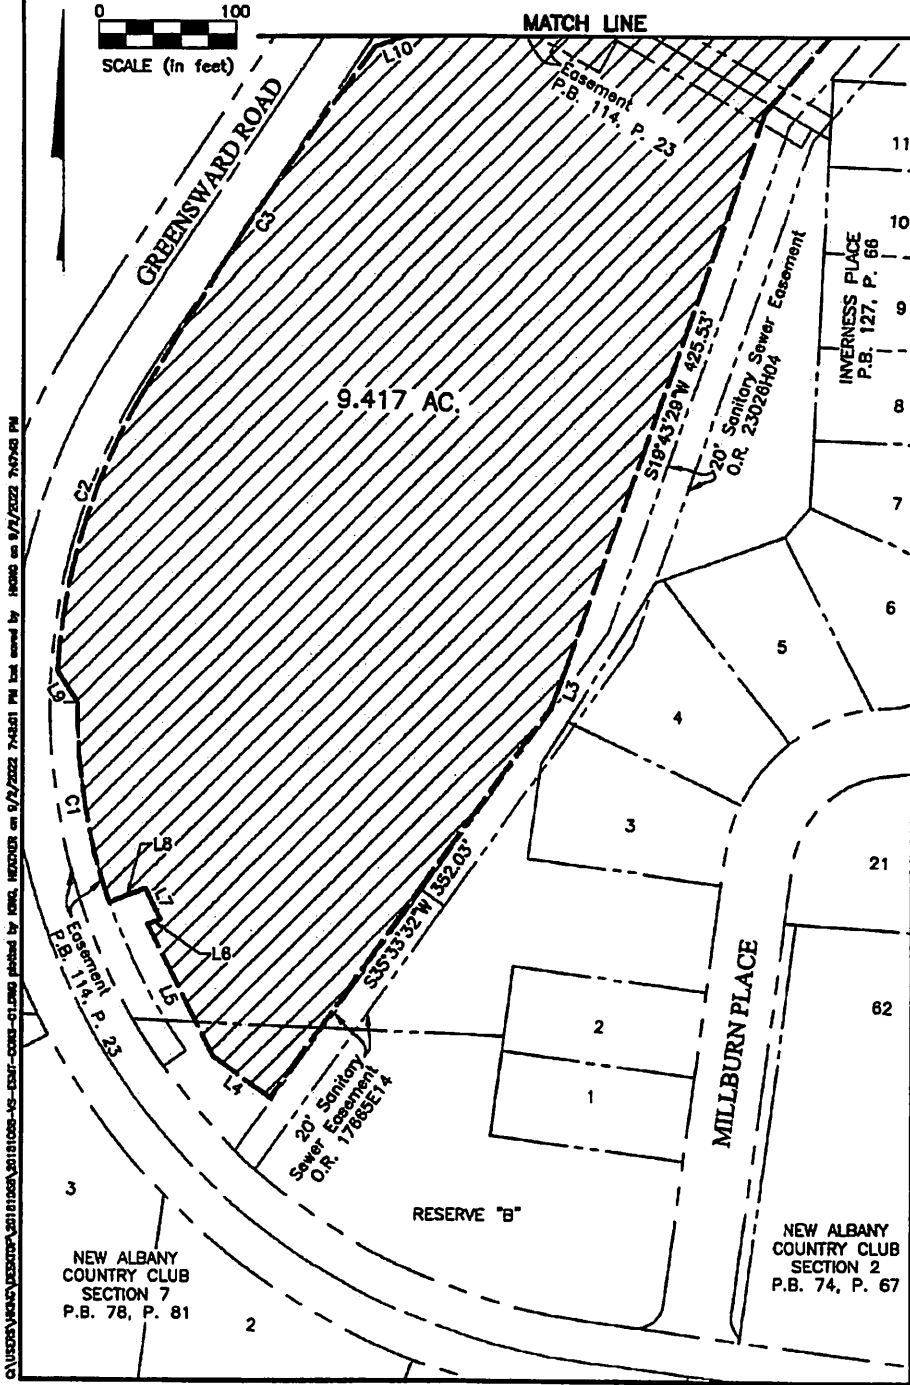 0 100
SCALE (in feet)
MATCH LINE
L10
Easement
P.B. 114, P. 23
GREENSWARD ROAD
C3
11
10
INVERNESS PLACE
P.B. 127, P. 66
9
8
7
20' Sanitary Sewer Easement
O.R. 23026H04
S19°43'29"W 425.53'
9.417 AC.
C2
6
5
4
L3
L9
3
C1
21
L8
L7
S35°33'32"W 352.03'
L6
Easement
P.B. 114, P. 23
L5
62
2
MILLBURN PLACE
1
L4
20' Sanitary
Sewer Easement
O.R. 17665E14
3
RESERVE "B"
NEW ALBANY
COUNTRY CLUB
SECTION 7
P.B. 78, P. 81
NEW ALBANY
COUNTRY CLUB
SECTION 2
P.B. 74, P. 67
2